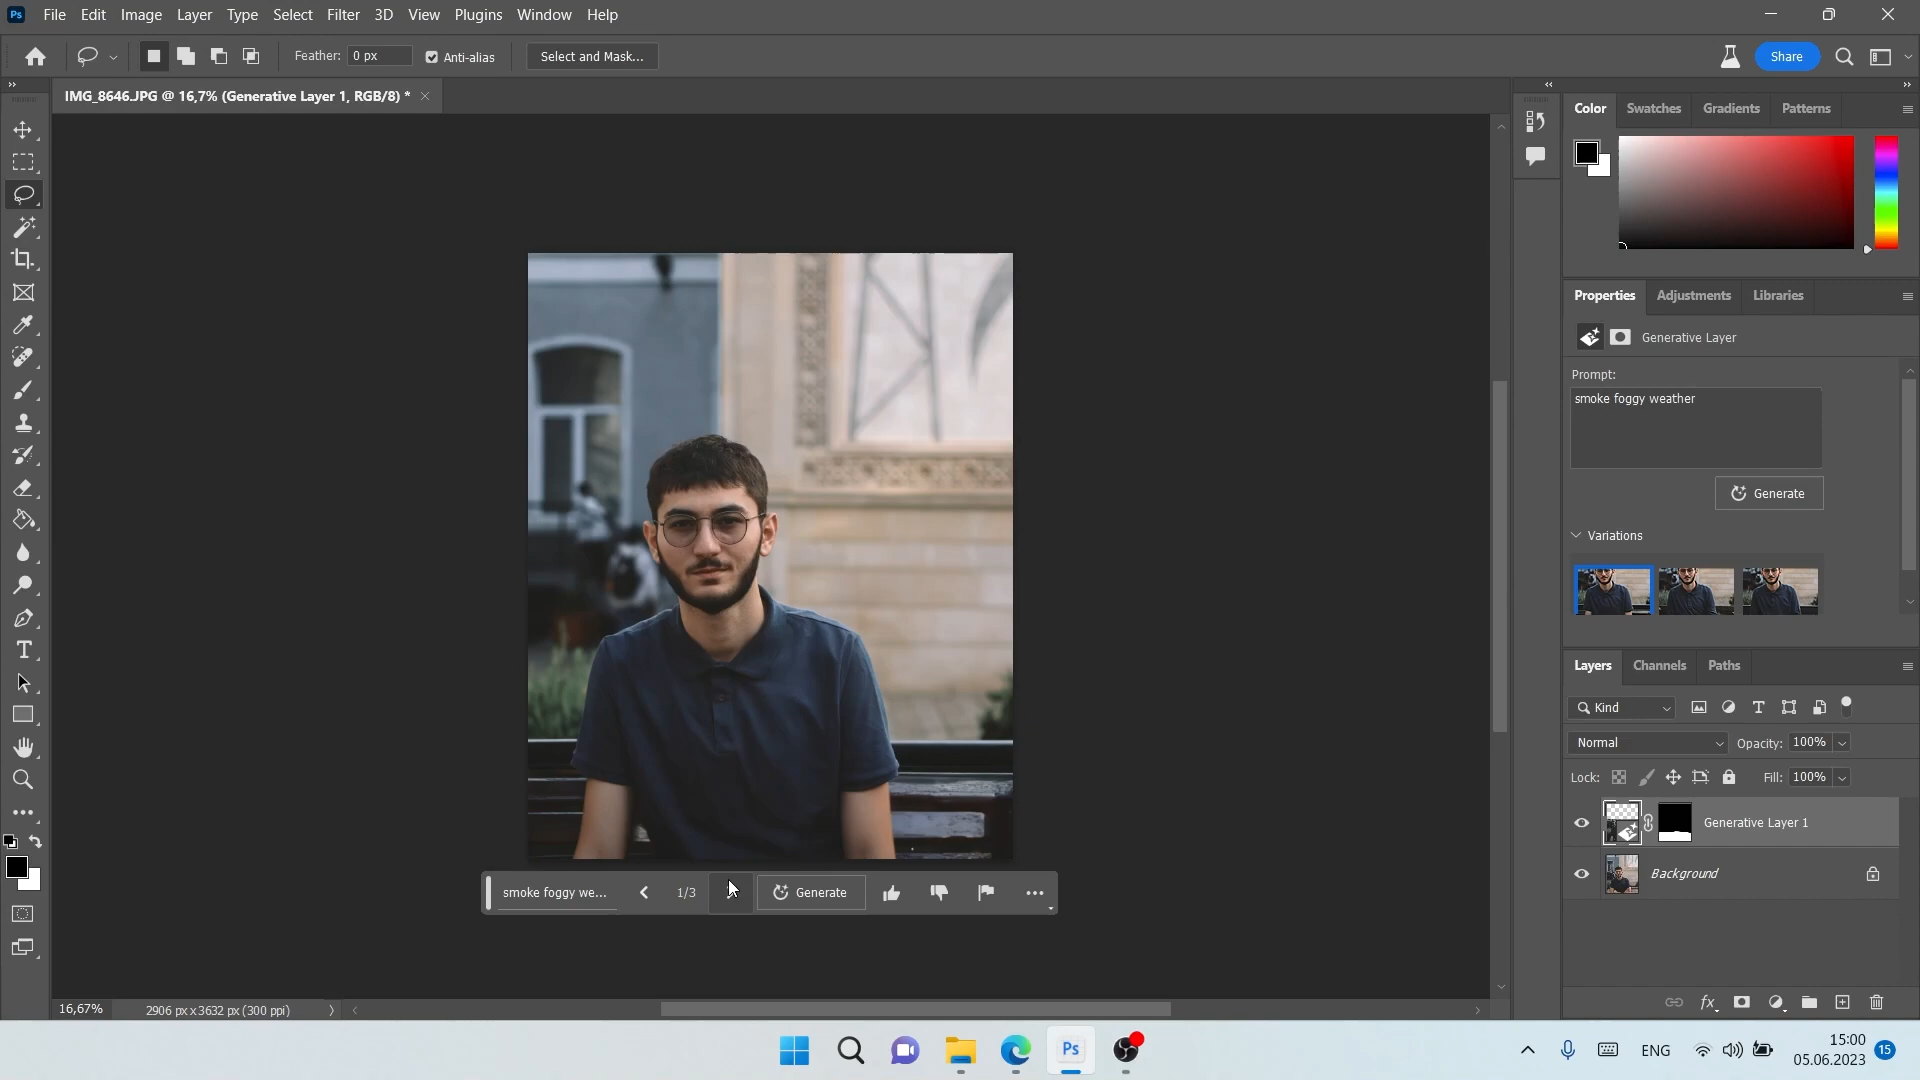 Ps File Edit Image Layer Type Select Filter 3D View Plugins Window Help
Feather: 0 px Anti-alias Select and Mask... Share
IMG_8646.JPG @ 16,7% (Generative Layer 1, RGB/8) *
Color Swatches Gradients Patterns
Properties Adjustments Libraries
Generative Layer
Prompt:
smoke foggy weather
Generate
Variations
Layers Channels Paths
Kind
Normal Opacity: 100%
Lock: Fill: 100%
Generative Layer 1
Background
smoke foggy we... 1/3 Generate
16,67% 2906 px x 3632 px (300 ppi)
Ps ENG 15:00
05.06.2023 15